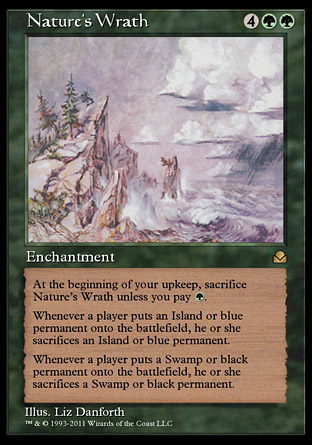 Nature's Wrath 4
Enchantment
At the beginning of your upkeep, sacrifice
Nature's Wrath unless you pay .
Whenever a player puts an Island or blue
permanent onto the battlefield, he or she
sacrifices an Island or blue permanent.
Whenever a player puts a Swamp or black
permanent onto the battlefield, he or she
sacrifices a Swamp or black permanent.
Illus. Liz Danforth
™ & © 1993-2011 Wizards of the Coast LLC